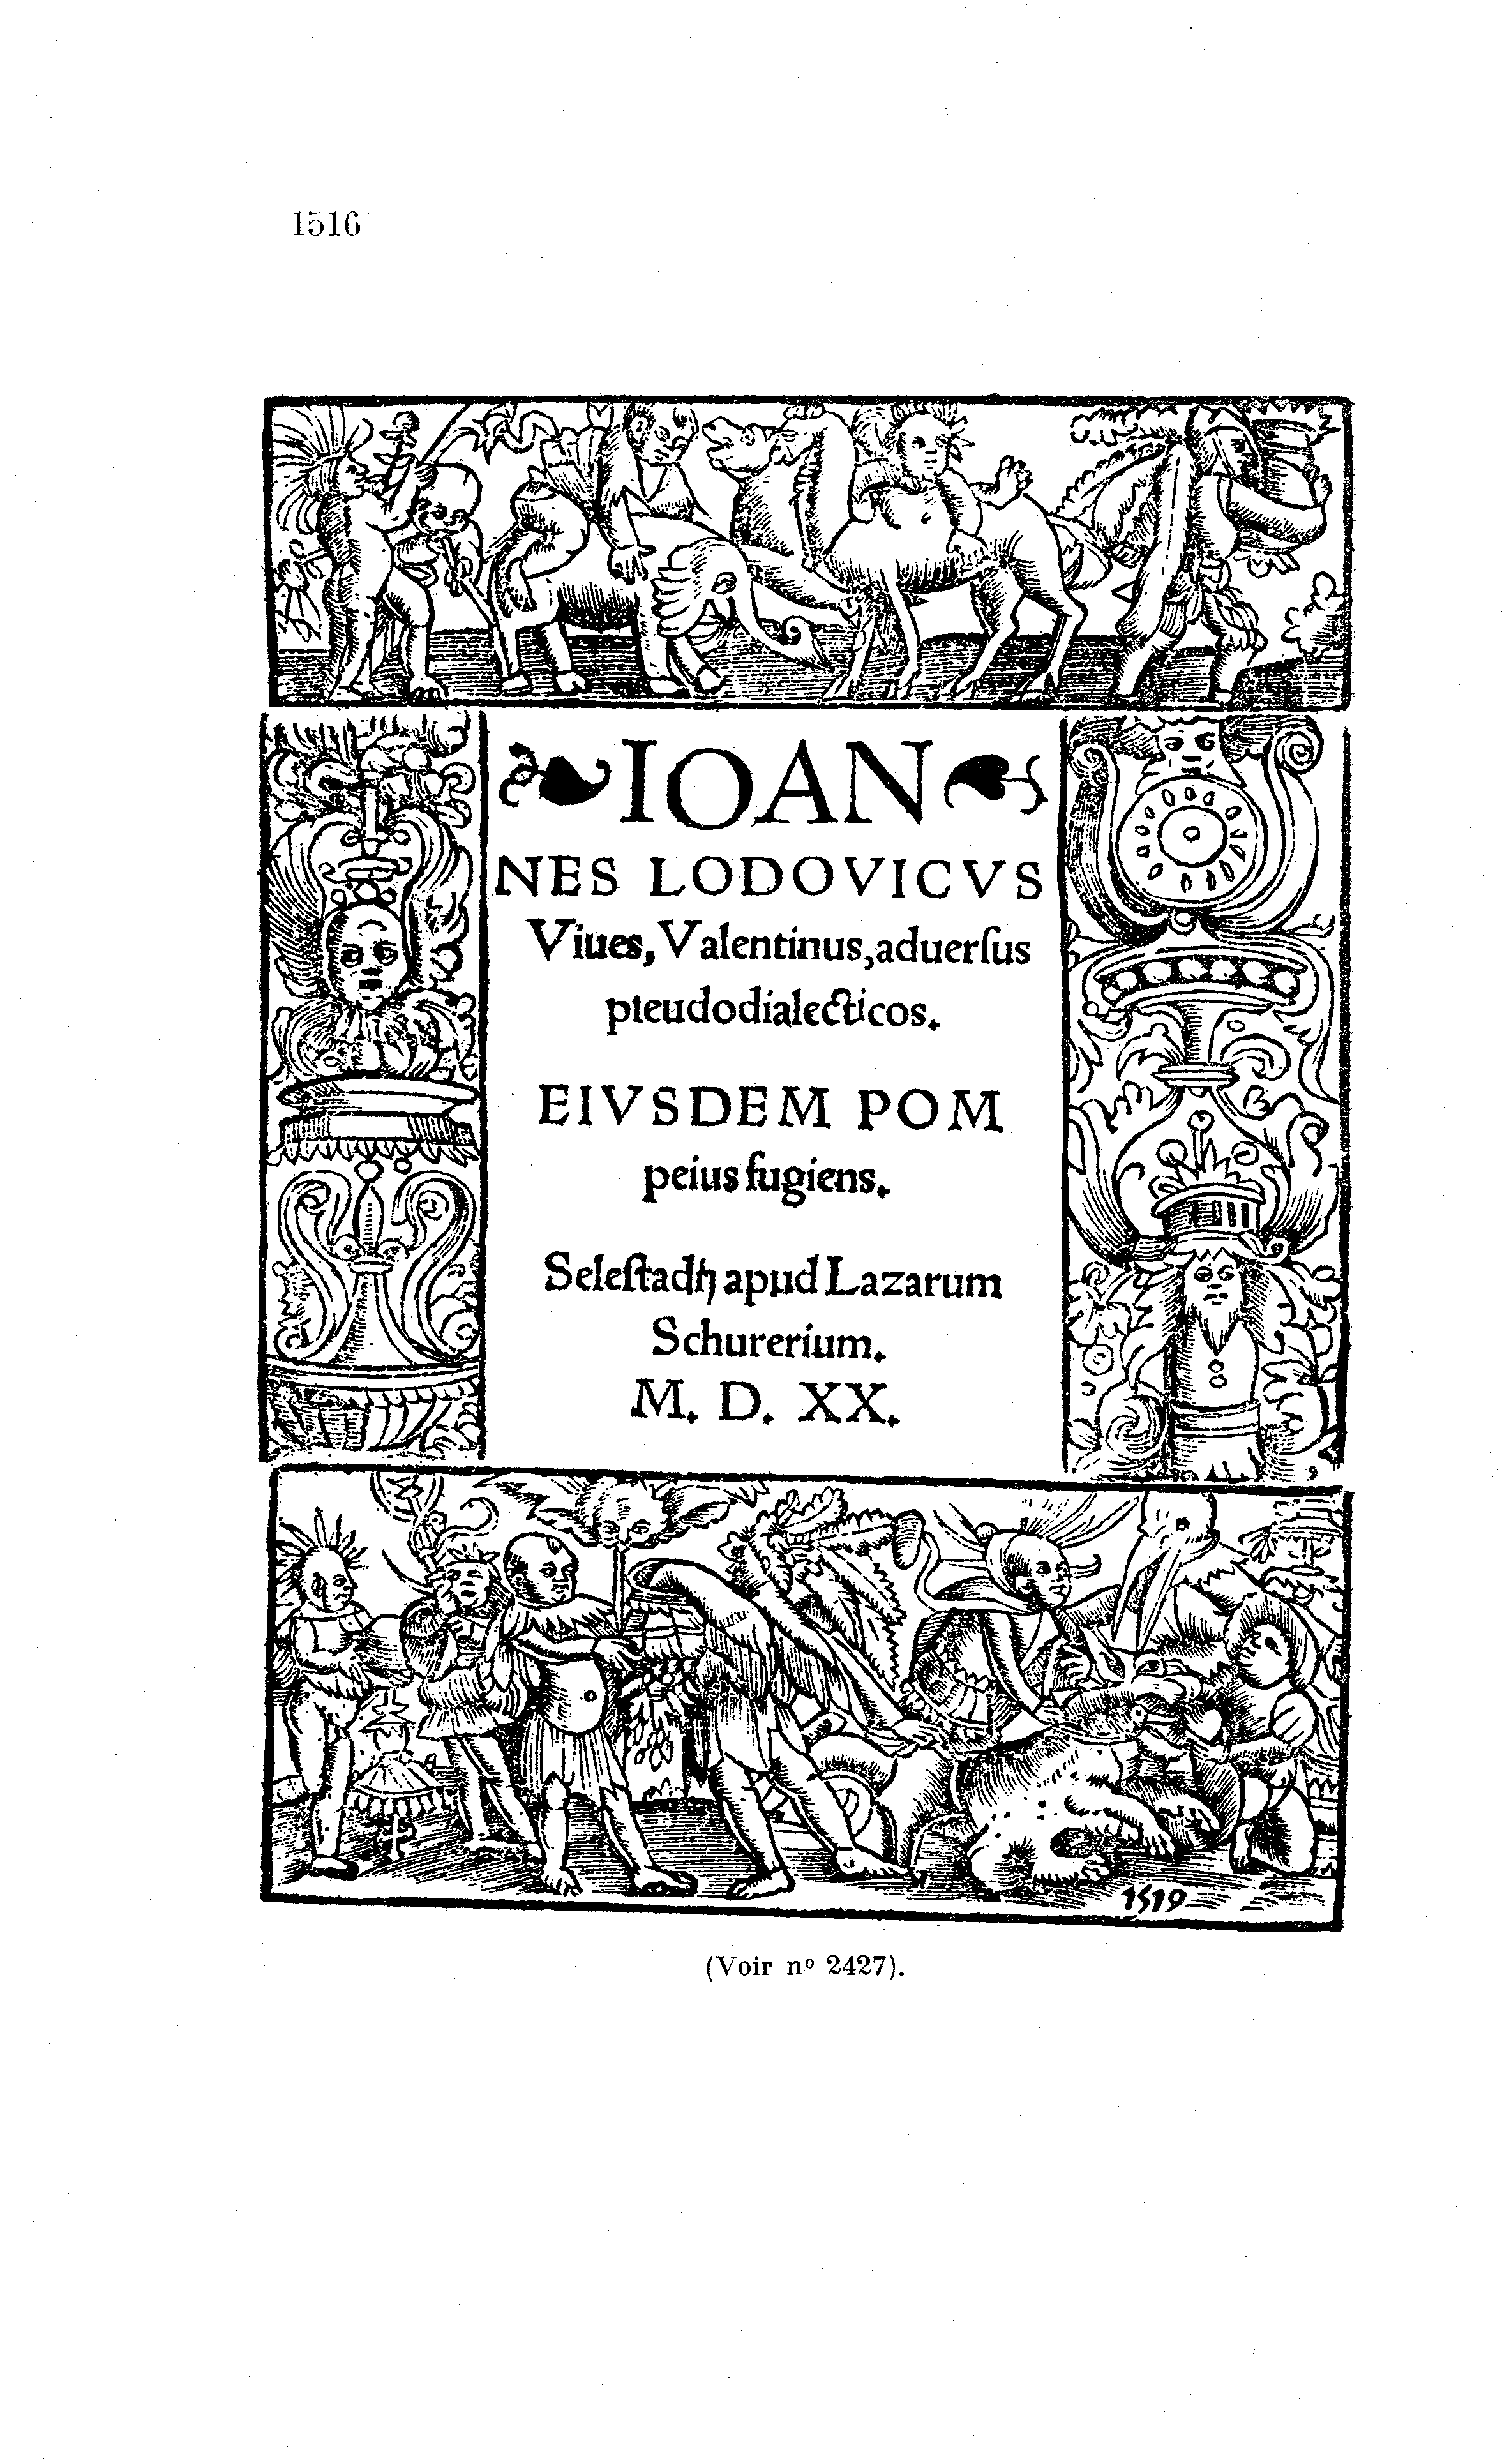 1516
❧IOAN☙
NES LODOVICVS
Viues, Valentinus, aduerſus
pſeudodialecticos.
EIVSDEM POM
peius fugiens.
Seleſtadij apud Lazarum
Schurerium.
M. D. XX.
1519
(Voir nº 2427).